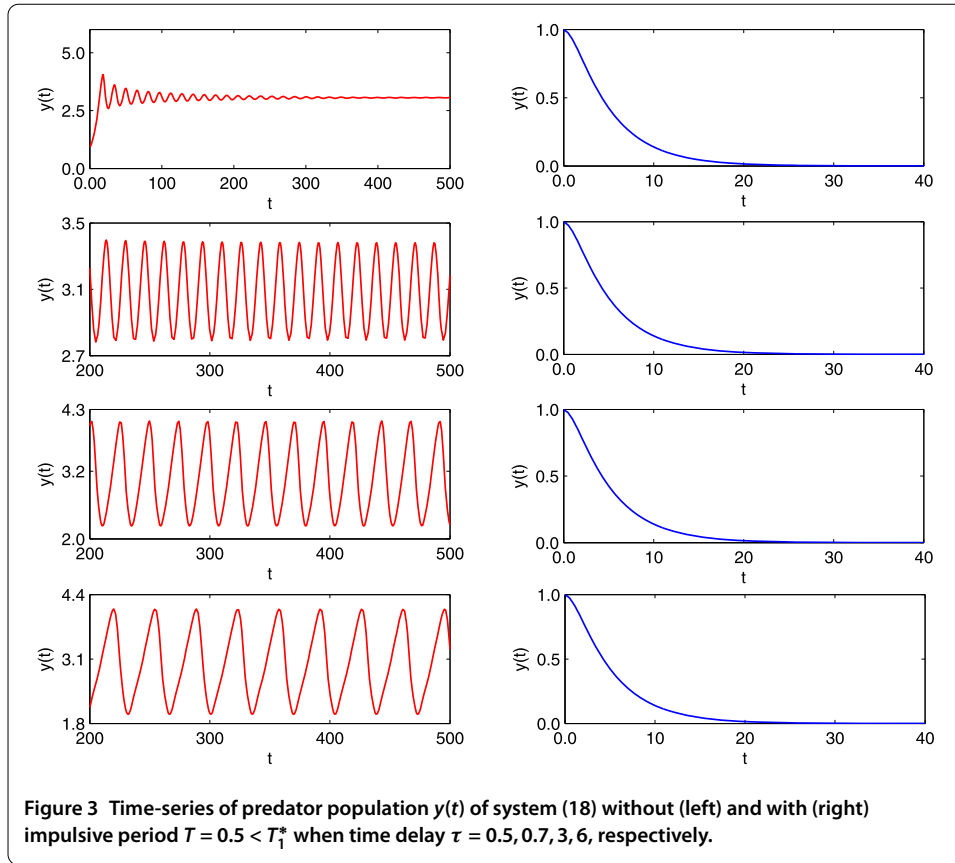 y(t)
5.0
2.5
0.0
0.00 100 200 300 400 500
t
y(t)
1.0
0.5
0.0
0.0 10 20 30 40
t
y(t)
3.5
3.1
2.7
200 300 400 500
t
y(t)
1.0
0.5
0.0
0.0 10 20 30 40
t
y(t)
4.3
3.2
2.0
200 300 400 500
t
y(t)
1.0
0.5
0.0
0.0 10 20 30 40
t
y(t)
4.4
3.1
1.8
200 300 400 500
t
y(t)
1.0
0.5
0.0
0.0 10 20 30 40
t
Figure 3 Time-series of predator population y(t) of system (18) without (left) and with (right)
impulsive period T = 0.5 < T₁* when time delay τ = 0.5, 0.7, 3, 6, respectively.